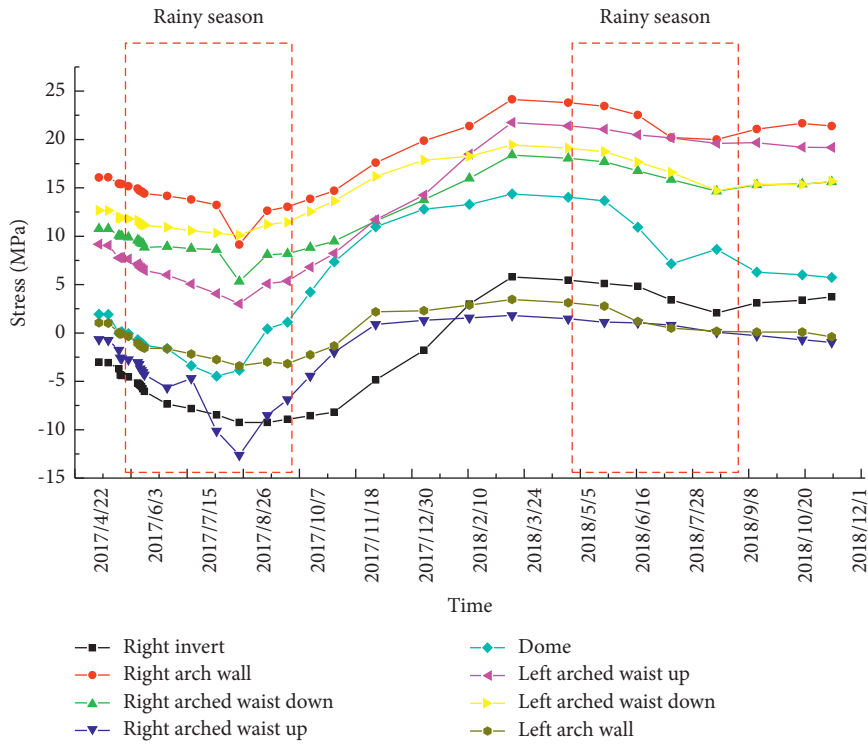 Rainy season
Rainy season
25
20
15
10
5
0
-5
-10
-15
Stress (MPa)
2017/4/22
2017/6/3
2017/7/15
2017/8/26
2017/10/7
2017/11/18
2017/12/30
2018/2/10
2018/3/24
2018/5/5
2018/6/16
2018/7/28
2018/9/8
2018/10/20
2018/12/1
Time
Right invert
Right arch wall
Right arched waist down
Right arched waist up
Dome
Left arched waist up
Left arched waist down
Left arch wall